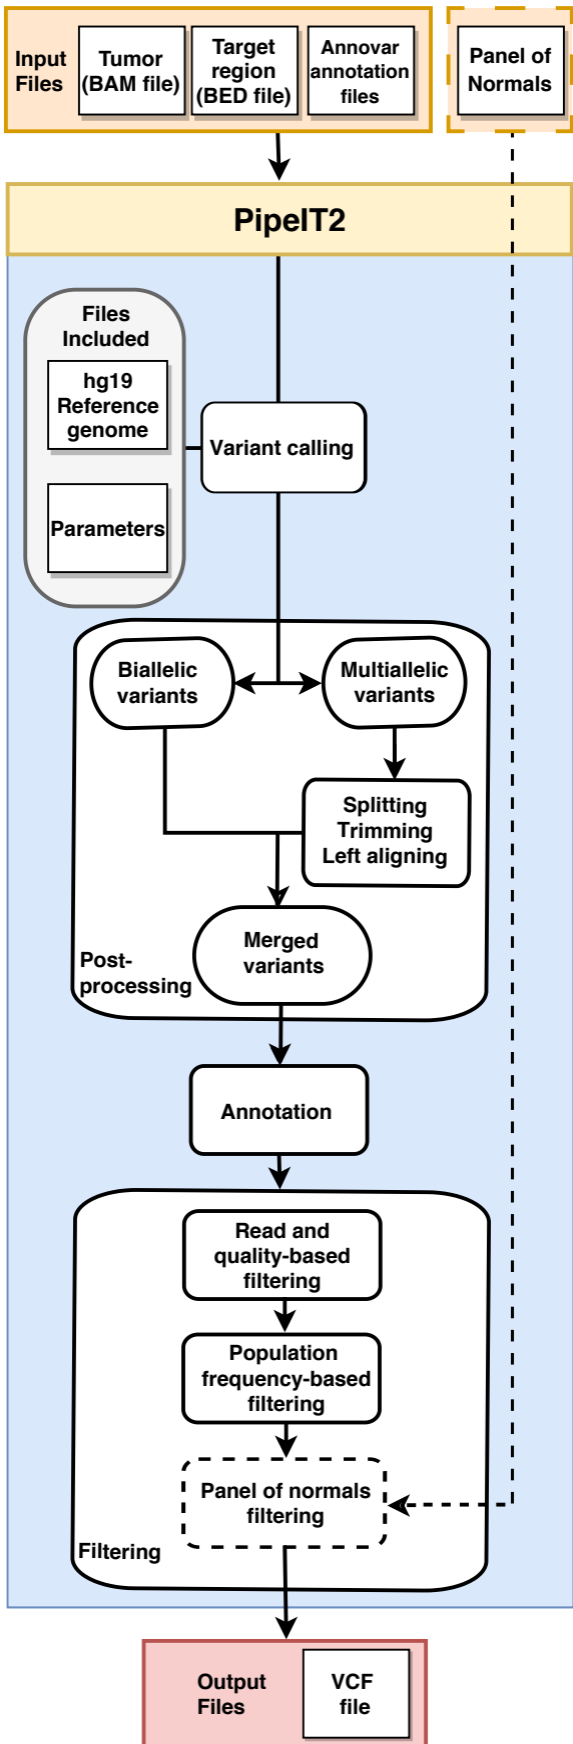 Input
Files
Tumor
(BAM file)
Target
region
(BED file)
Annovar
annotation
files
Panel of
Normals
PipeIT2
Files
Included
hg19
Reference
genome
Parameters
Variant calling
Biallelic
variants
Multiallelic
variants
Splitting
Trimming
Left aligning
Merged
variants
Post-
processing
Annotation
Read and
quality-based
filtering
Population
frequency-based
filtering
Panel of normals
filtering
Filtering
Output
Files
VCF
file